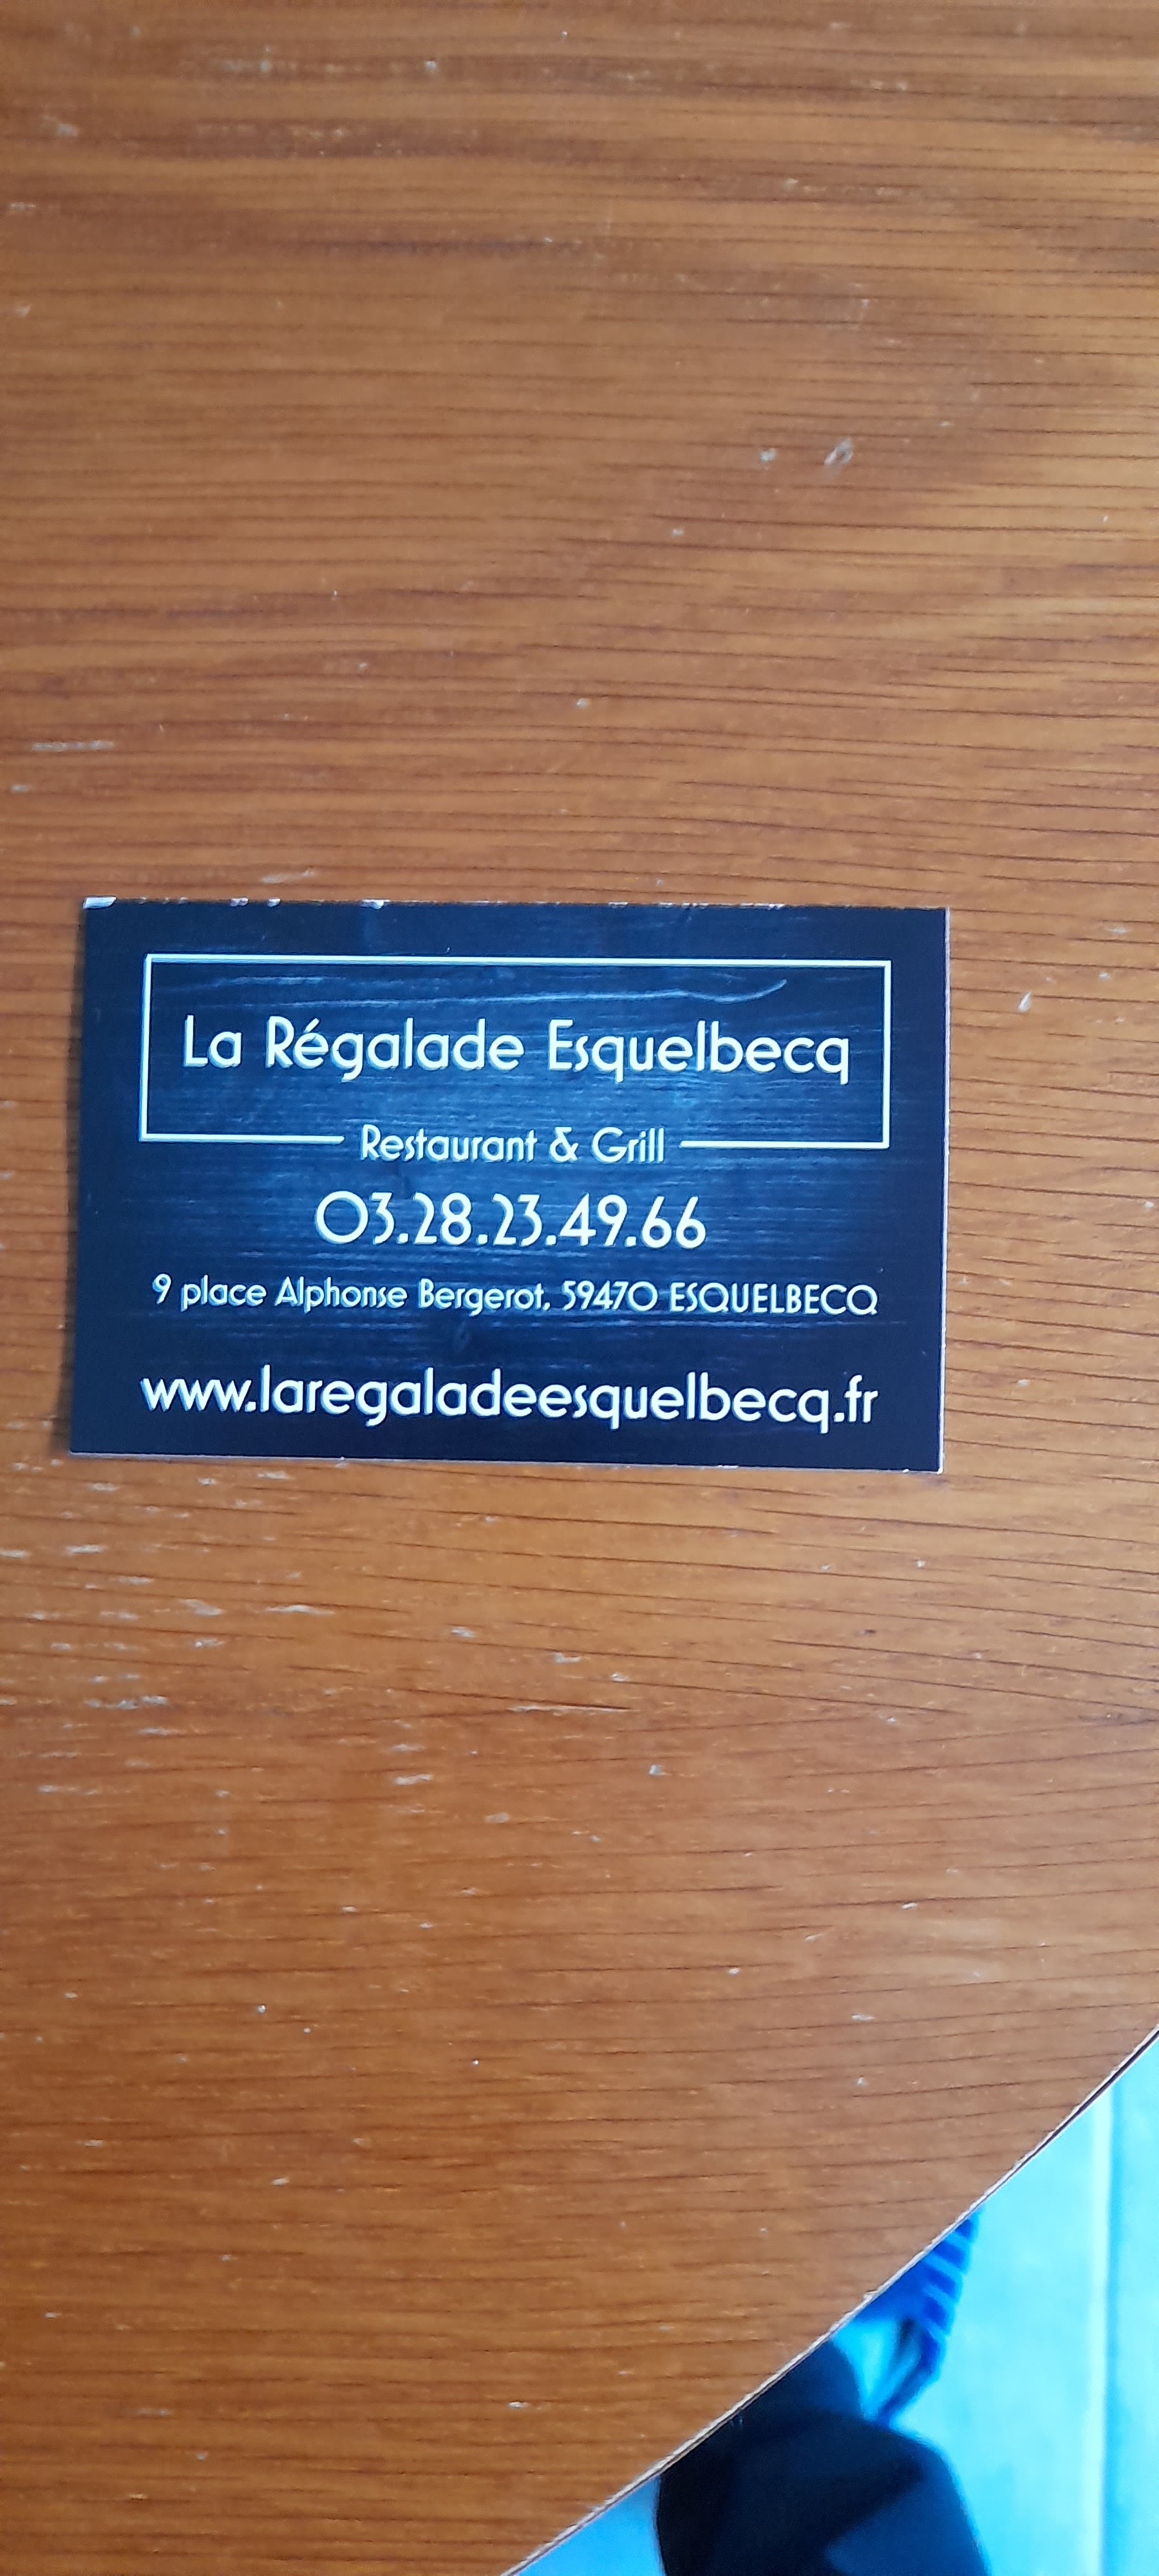 La Régalade Esquelbecq
Restaurant & Grill
03.28.23.49.66
9 place Alphonse Bergerot, 59470 ESQUELBECQ
www.laregaladeesquelbecq.fr